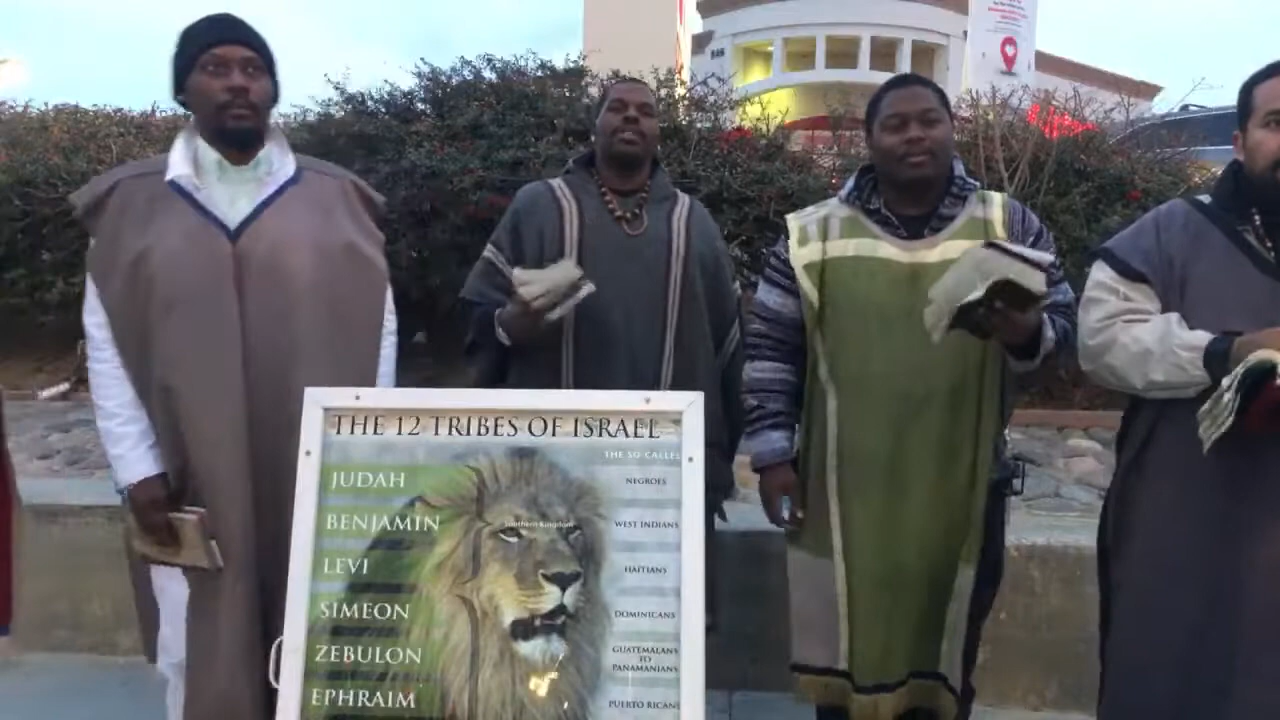 THE 12 TRIBES OF ISRAEL
THE SO CALLED
JUDAH NEGROES
Southern Kingdom
BENJAMIN WEST INDIANS
LEVI HAITIANS
SIMEON DOMINICANS
ZEBULON GUATEMALANS
TO
PANAMANIANS
EPHRAIM PUERTO RICANS